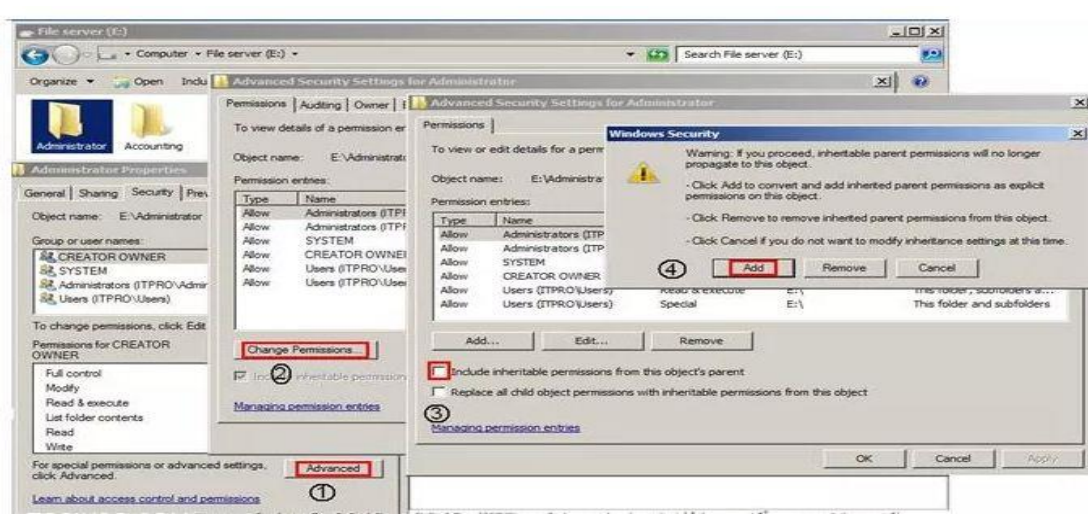 File server (E:)
Computer
File server (E:)
Search File server (E:)
Organize
Open
Indu
Administrator
Accounting
Administrator Properties
General
Sharing
Security
Prev
Object name: E:\Administrator
Group or user names:
CREATOR OWNER
SYSTEM
Administrators (ITPRO\Admir
Users (ITPRO\Users)
To change permissions, click Edit
Permissions for CREATOR
OWNER
Full control
Modify
Read & execute
List folder contents
Read
Write
For special permissions or advanced settings,
click Advanced.
Advanced
①
Learn about access control and permissions
Advanced Security Settings for Administrator
Permissions
Auditing
Owner
To view details of a permission er
Object name: E:\Administrato
Permission entries:
Type Name
Allow Administrators (ITPF
Allow Administrators (ITPF
Allow SYSTEM
Allow CREATOR OWNE
Allow Users (ITPRO\Use
Allow Users (ITPRO\Use
Change Permissions...
②
inheritable permission
Managing permission entries
Advanced Security Settings for Administrator
Permissions
To view or edit details for a perm
Object name: E:\Administra
Permission entries:
Type Name
Allow Administrators (ITP
Allow Administrators (ITP
Allow SYSTEM
Allow CREATOR OWNER
Allow Users (ITPRO\Users) Read & execute E:\ This folder, subfolders a...
Allow Users (ITPRO\Users) Special E:\ This folder and subfolders
Add...
Edit...
Remove
Include inheritable permissions from this object's parent
Replace all child object permissions with inheritable permissions from this object
③
Managing permission entries
OK
Cancel
Apply
Windows Security
Warning: If you proceed, inheritable parent permissions will no longer
propagate to this object.
- Click Add to convert and add inherited parent permissions as explicit
permissions on this object.
- Click Remove to remove inherited parent permissions from this object.
- Click Cancel if you do not want to modify inheritance settings at this time.
④
Add
Remove
Cancel